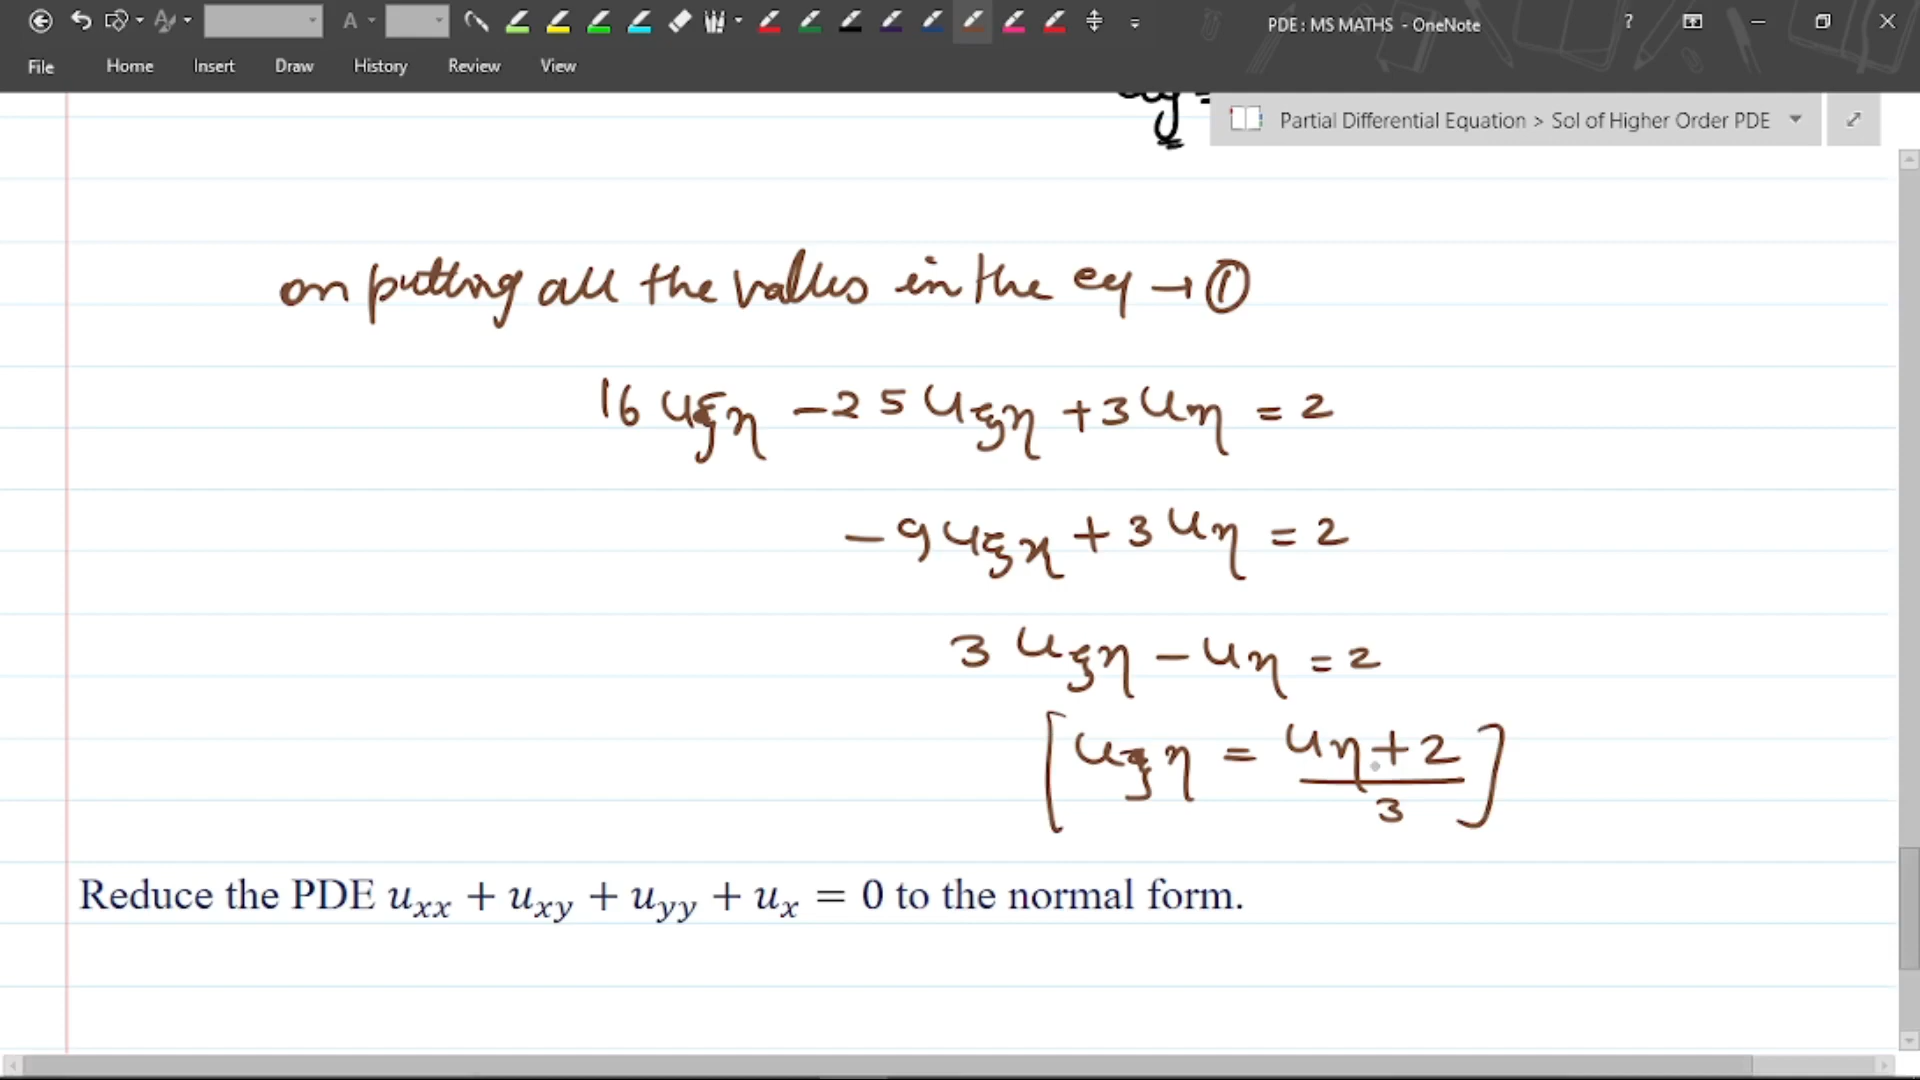 PDE : MS MATHS - OneNote
?
File Home Insert Draw History Review View
Partial Differential Equation > Sol of Higher Order PDE
on putting all the values in the eq → ①
16 uξη − 25 uξη + 3 uη = 2
− 9 uξη + 3 uη = 2
3 uξη − uη = 2
[ uξη = (uη + 2)/3 ]
Reduce the PDE u_xx + u_xy + u_yy + u_x = 0 to the normal form.